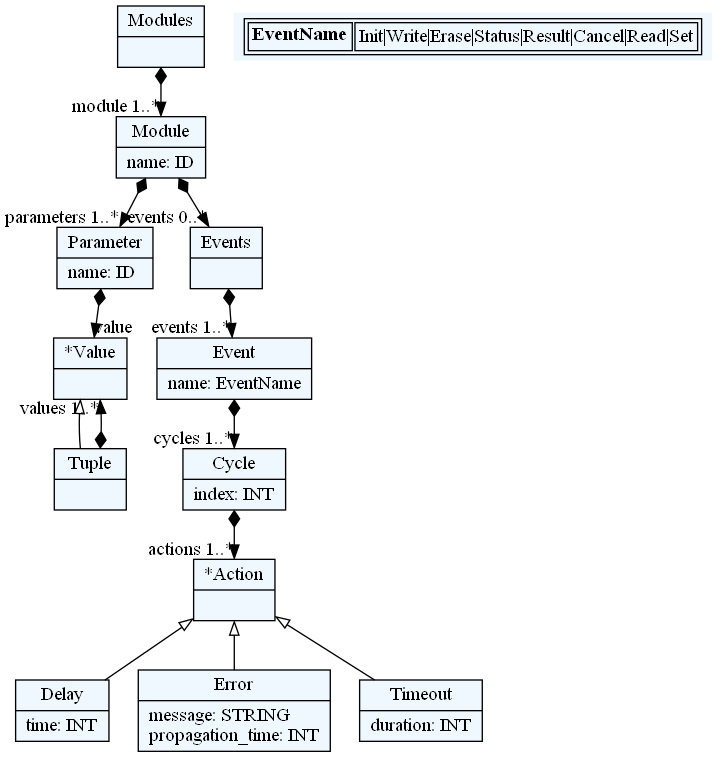 Modules
EventName Init|Write|Erase|Status|Result|Cancel|Read|Set
module 1..*
Module
name: ID
parameters 1..* events 0..*
Parameter
name: ID
Events
value
events 1..*
*Value
Event
name: EventName
values 1..*
cycles 1..*
Tuple
Cycle
index: INT
actions 1..*
*Action
Delay
time: INT
Error
message: STRING
propagation_time: INT
Timeout
duration: INT